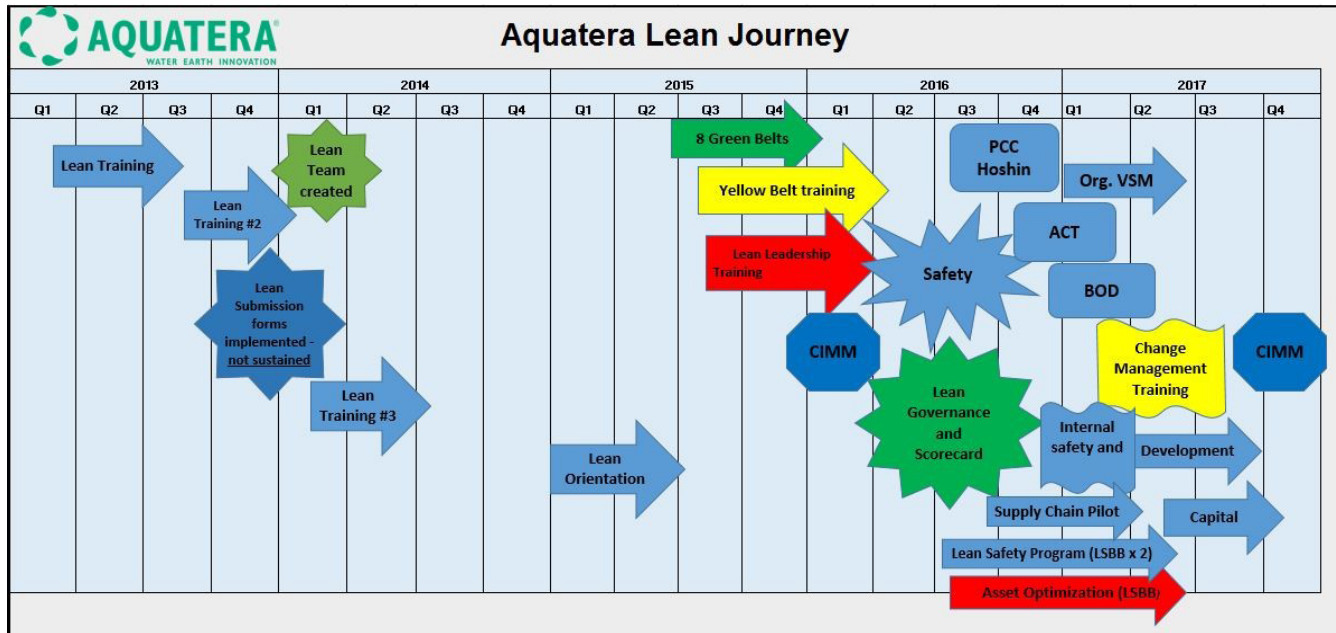 AQUATERA
WATER EARTH INNOVATION
Aquatera Lean Journey
2013 2014 2015 2016 2017
Q1 Q2 Q3 Q4 Q1 Q2 Q3 Q4 Q1 Q2 Q3 Q4 Q1 Q2 Q3 Q4 Q1 Q2 Q3 Q4
Lean Training
Lean
Training #2
Lean
Team
created
Lean
Submission
forms
implemented -
not sustained
Lean
Training #3
Lean
Orientation
8 Green Belts
Yellow Belt training
Lean Leadership
Training
CIMM
Safety
Lean
Governance
and
Scorecard
PCC
Hoshin
ACT
BOD
Org. VSM
Change
Management
Training
CIMM
Internal
safety and
Development
Supply Chain Pilot
Capital
Lean Safety Program (LSBB x 2)
Asset Optimization (LSBB)